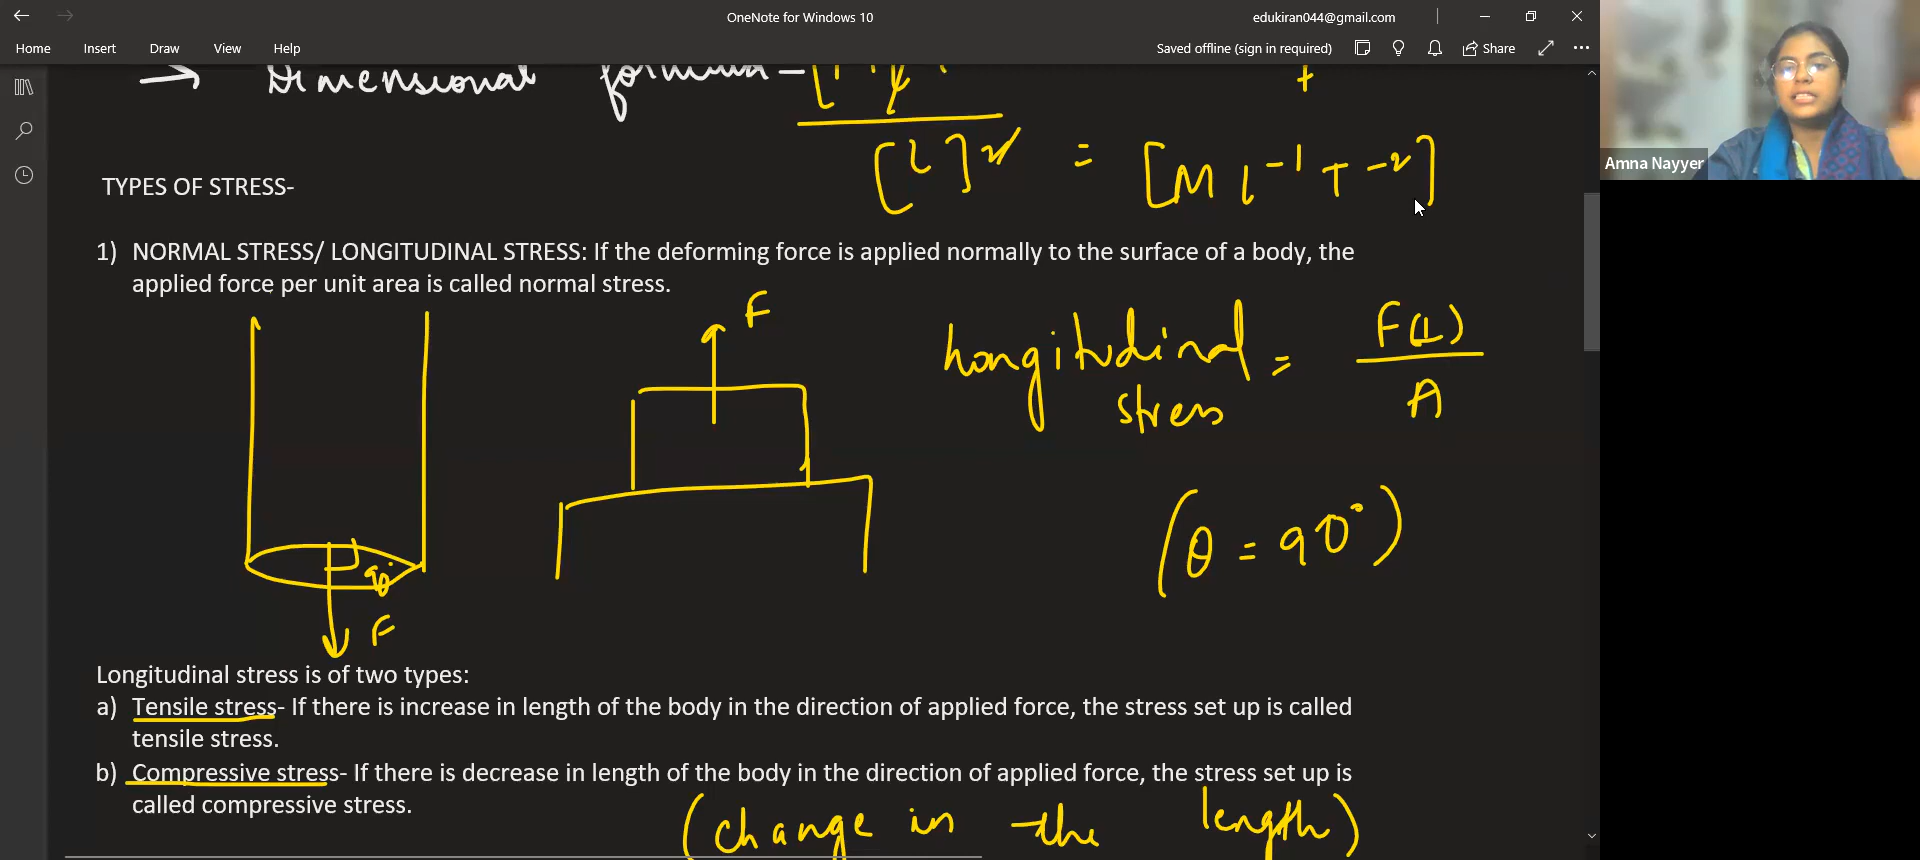 OneNote for Windows 10
edukiran044@gmail.com
Home Insert Draw View Help
Saved offline (sign in required) Share
→ Dimensional formula -
[L]² = [M L⁻¹ T⁻²]
Amna Nayyer
TYPES OF STRESS-
1) NORMAL STRESS/ LONGITUDINAL STRESS: If the deforming force is applied normally to the surface of a body, the
applied force per unit area is called normal stress.
F
longitudinal stress = F(⊥) / A
(θ = 90°)
90°
F
Longitudinal stress is of two types:
a) Tensile stress- If there is increase in length of the body in the direction of applied force, the stress set up is called
tensile stress.
b) Compressive stress- If there is decrease in length of the body in the direction of applied force, the stress set up is
called compressive stress.
(change in the length)